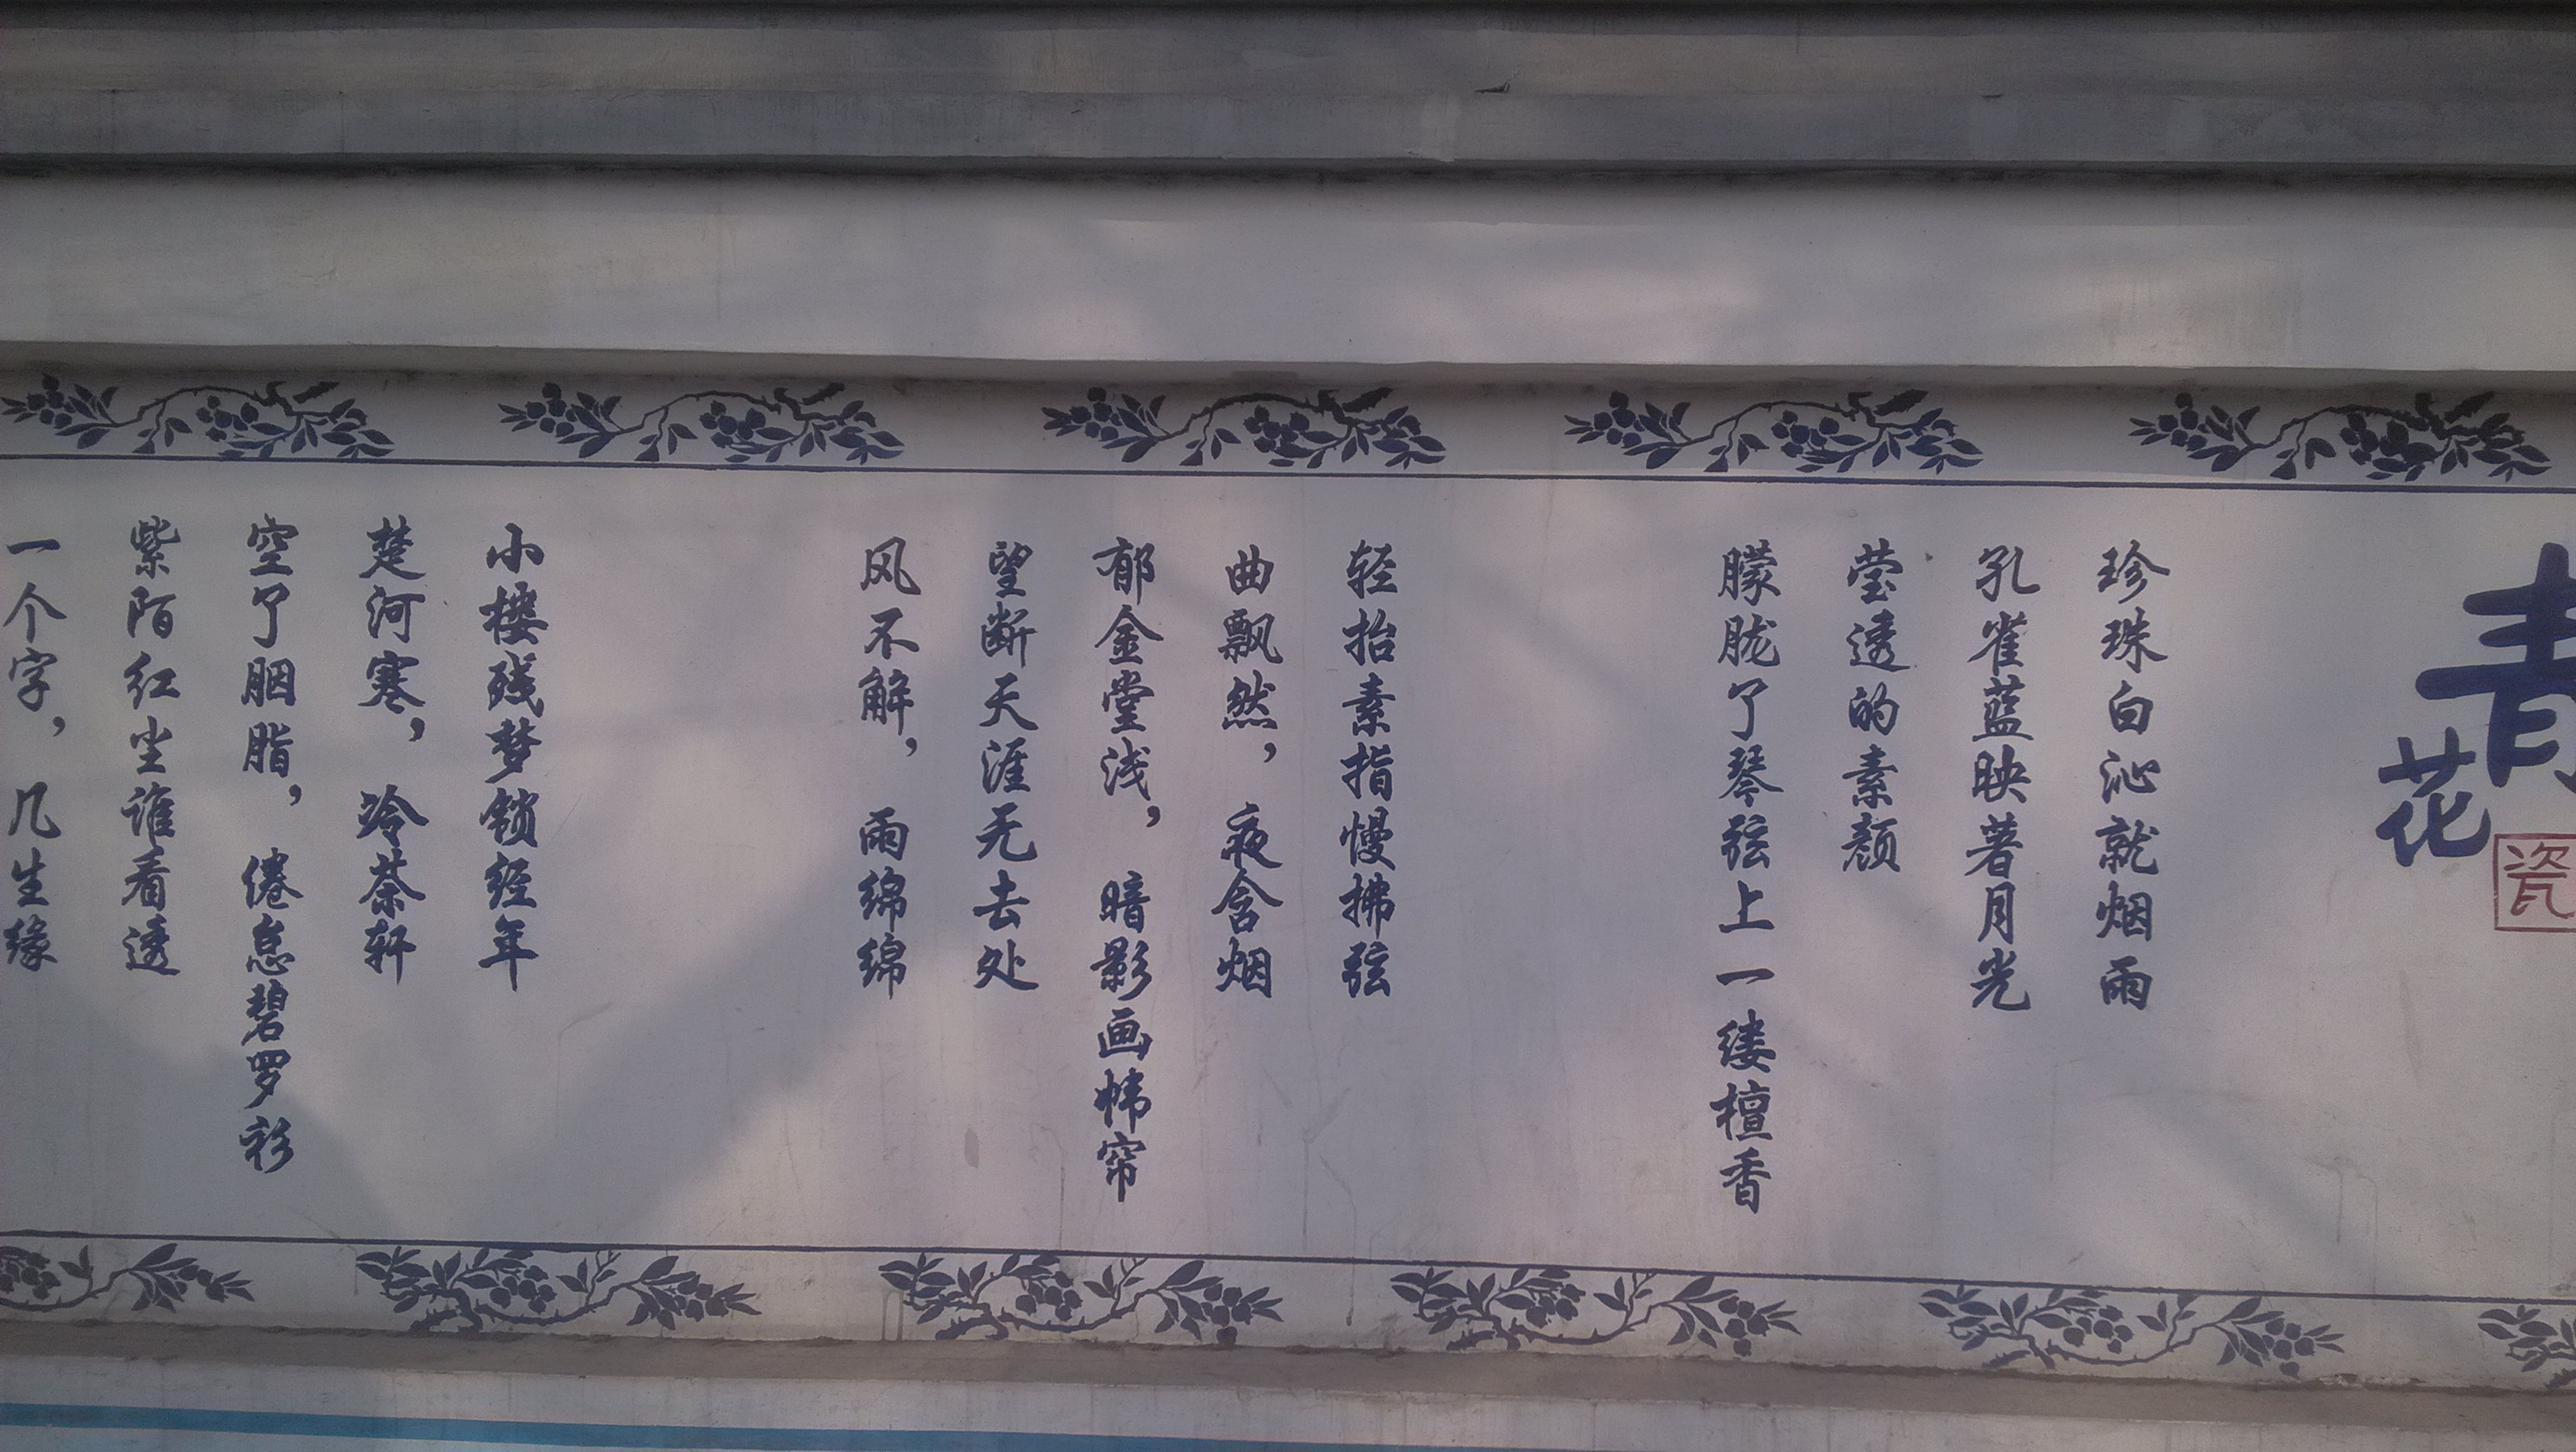 青
花
瓷
珍珠白沁就烟雨
孔雀蓝映著月光
莹透的素颜
朦胧了琴弦上一缕檀香
轻抬素指慢拂弦
曲飘然，夜含烟
郁金堂浅，暗影画帏帘
望断天涯无去处
风不解，雨绵绵
小楼残梦锁经年
楚河寒，冷茶轩
空了胭脂，倦怠碧罗衫
紫陌红尘谁看透
一个字，几生缘